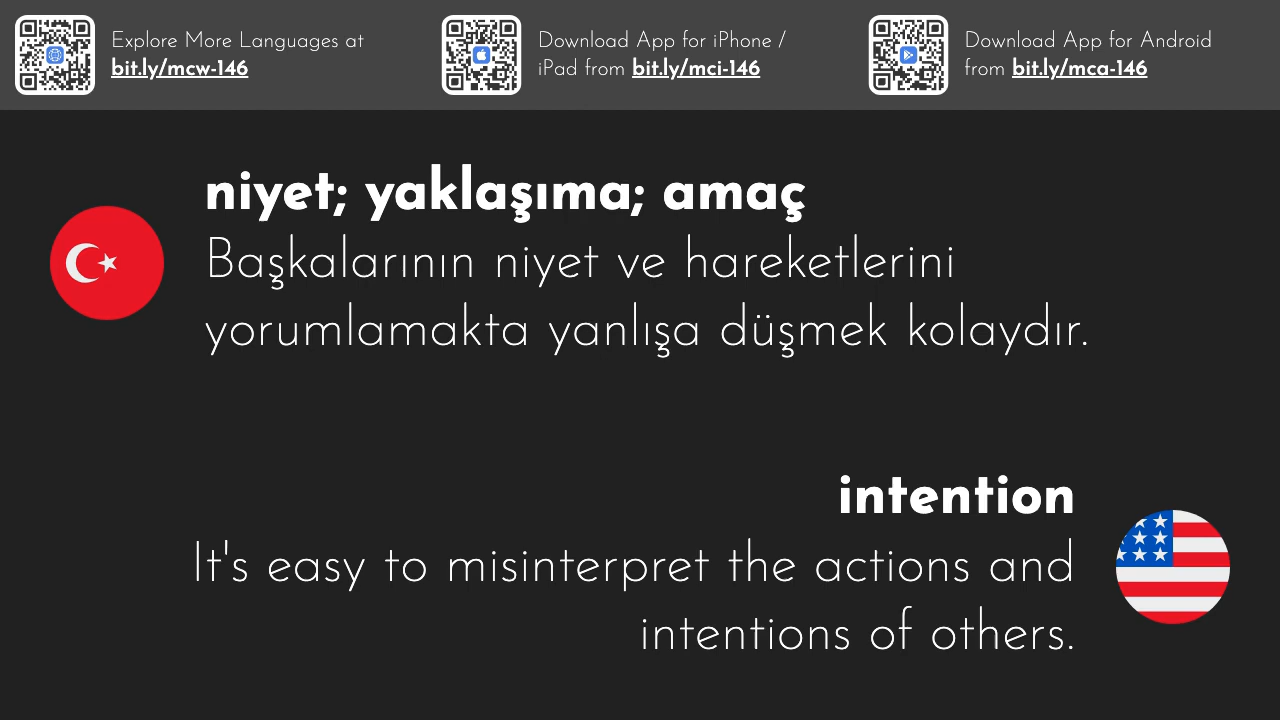 Explore More Languages at
bit.ly/mcw-146
Download App for iPhone /
iPad from bit.ly/mci-146
Download App for Android
from bit.ly/mca-146
niyet; yaklaşıma; amaç
Başkalarının niyet ve hareketlerini
yorumlamakta yanlışa düşmek kolaydır.
intention
It's easy to misinterpret the actions and
intentions of others.